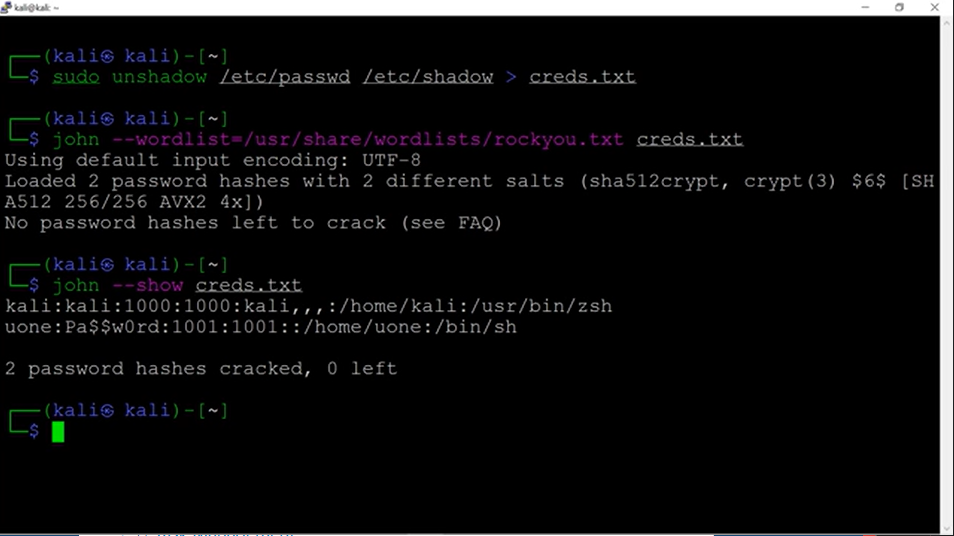 kali@kali: ~
┌──(kali㉿ kali)-[~]
└─$ sudo unshadow /etc/passwd /etc/shadow > creds.txt
┌──(kali㉿ kali)-[~]
└─$ john --wordlist=/usr/share/wordlists/rockyou.txt creds.txt
Using default input encoding: UTF-8
Loaded 2 password hashes with 2 different salts (sha512crypt, crypt(3) $6$ [SH
A512 256/256 AVX2 4x])
No password hashes left to crack (see FAQ)
┌──(kali㉿ kali)-[~]
└─$ john --show creds.txt
kali:kali:1000:1000:kali,,,:/home/kali:/usr/bin/zsh
uone:Pa$$w0rd:1001:1001::/home/uone:/bin/sh
2 password hashes cracked, 0 left
┌──(kali㉿ kali)-[~]
└─$